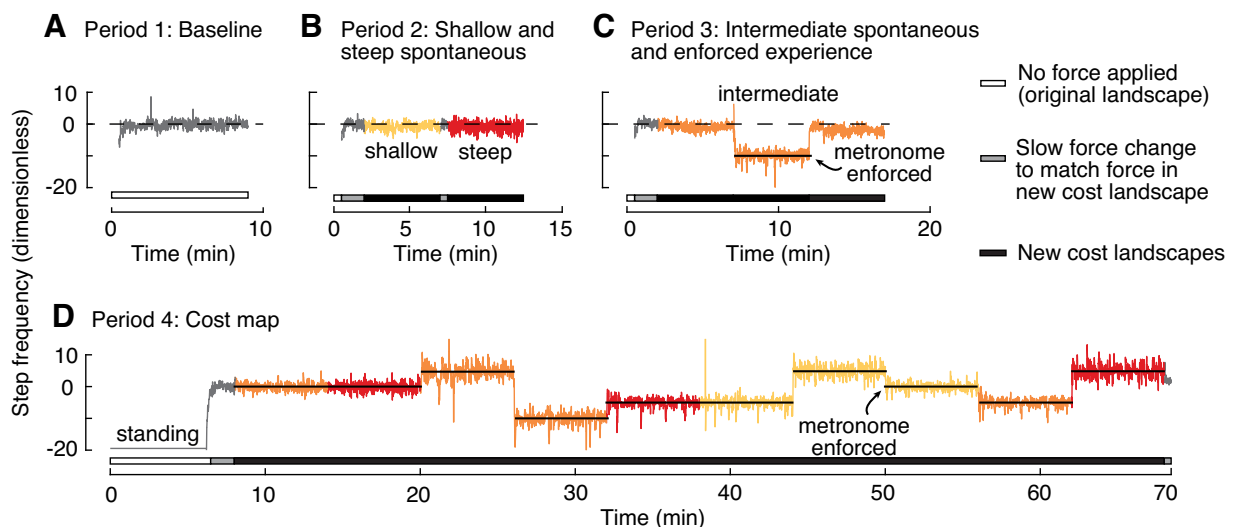 A Period 1: Baseline
B Period 2: Shallow and
steep spontaneous
C Period 3: Intermediate spontaneous
and enforced experience
No force applied
(original landscape)
Slow force change
to match force in
new cost landscape
New cost landscapes
Step frequency (dimensionless)
10
0
-20
0
10
Time (min)
shallow
steep
0
5
10
15
Time (min)
intermediate
metronome
enforced
0
10
20
Time (min)
D Period 4: Cost map
10
0
-20
standing
metronome
enforced
0
10
20
30
40
50
60
70
Time (min)